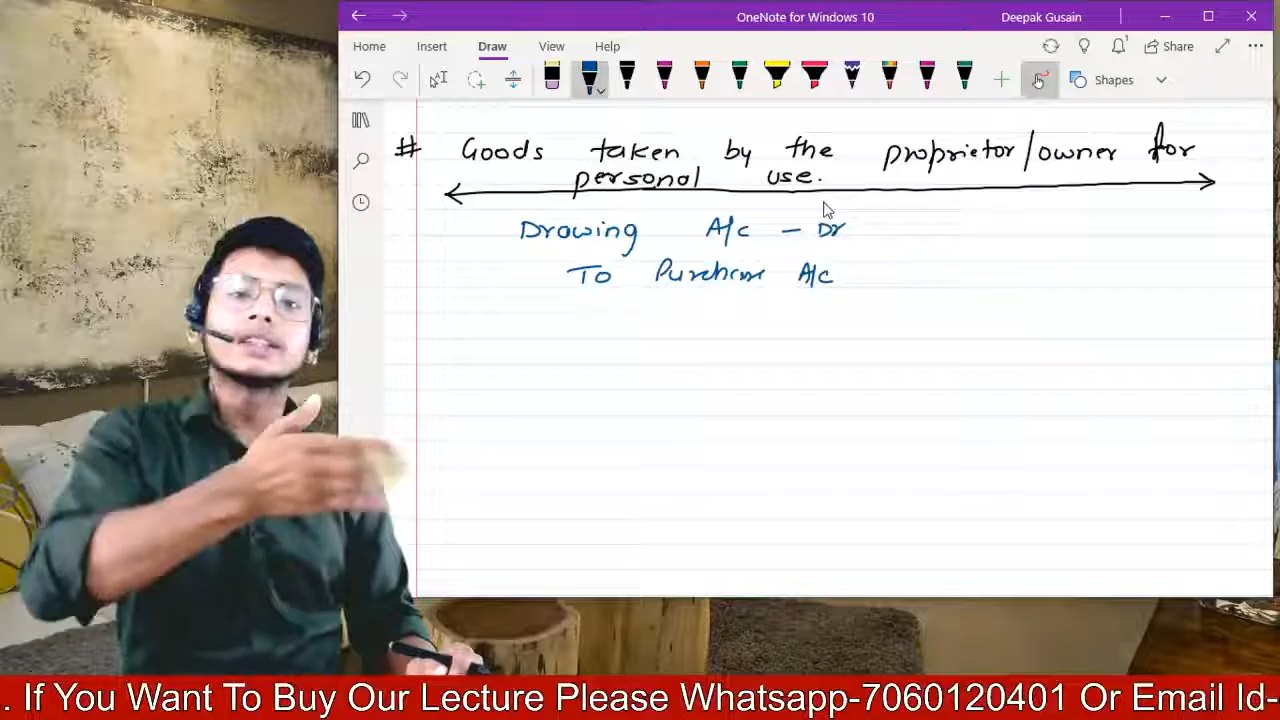 OneNote for Windows 10
Deepak Gusain
Home Insert Draw View Help
Share
Shapes
# Goods taken by the proprietor/owner for
personal use.
Drawing A/c - Dr
To Purchase A/c
. If You Want To Buy Our Lecture Please Whatsapp-7060120401 Or Email Id-